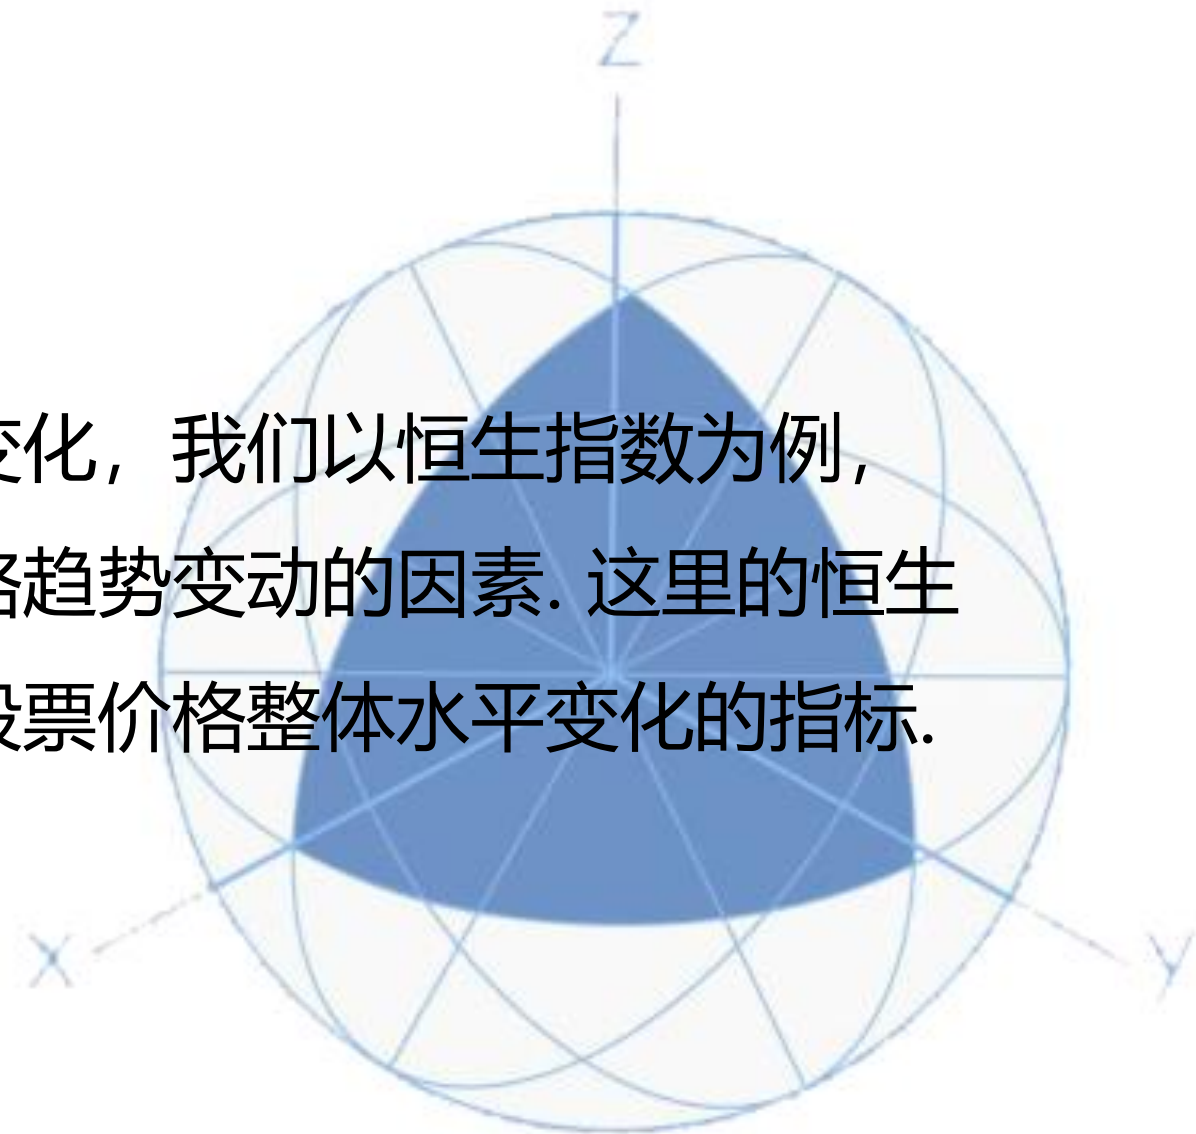 Z
变化，我们以恒生指数为例，
格趋势变动的因素. 这里的恒生
股票价格整体水平变化的指标.
X
y